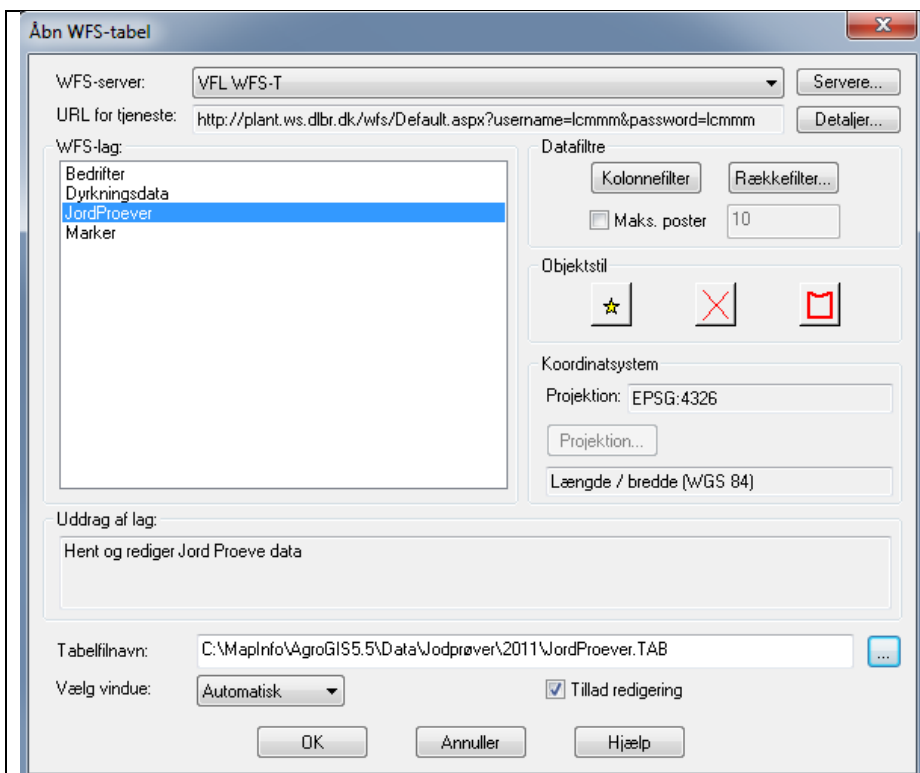 Åbn WFS-tabel
WFS-server: VFL WFS-T Servere...
URL for tjeneste: http://plant.ws.dlbr.dk/wfs/Default.aspx?username=lcmmm&password=lcmmm Detaljer...
WFS-lag:
Bedrifter
Dyrkningsdata
JordProever
Marker
Datafiltre
Kolonnefilter Rækkefilter...
Maks. poster 10
Objektstil
Koordinatsystem
Projektion: EPSG:4326
Projektion...
Længde / bredde (WGS 84)
Uddrag af lag:
Hent og rediger Jord Proeve data
Tabelfilnavn: C:\MapInfo\AgroGIS5.5\Data\Jodprøver\2011\JordProever.TAB ...
Vælg vindue: Automatisk Tillad redigering
OK Annuller Hjælp